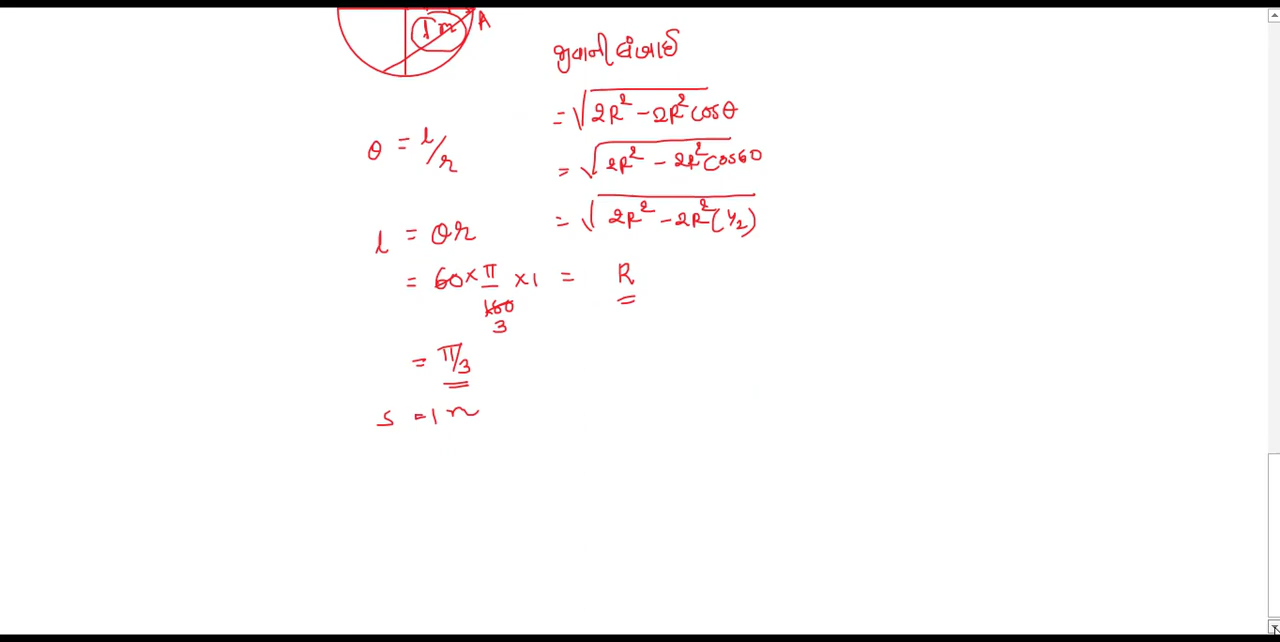 1m A
જીવાની લંબાઈ
= √2R² - 2R² cosθ
θ = l/r
= √2R² - 2R² cos60
= √2R² - 2R² (1/2)
l = θr
= 60 × π/180 × 1 = R
3
= π/3
s = 1m